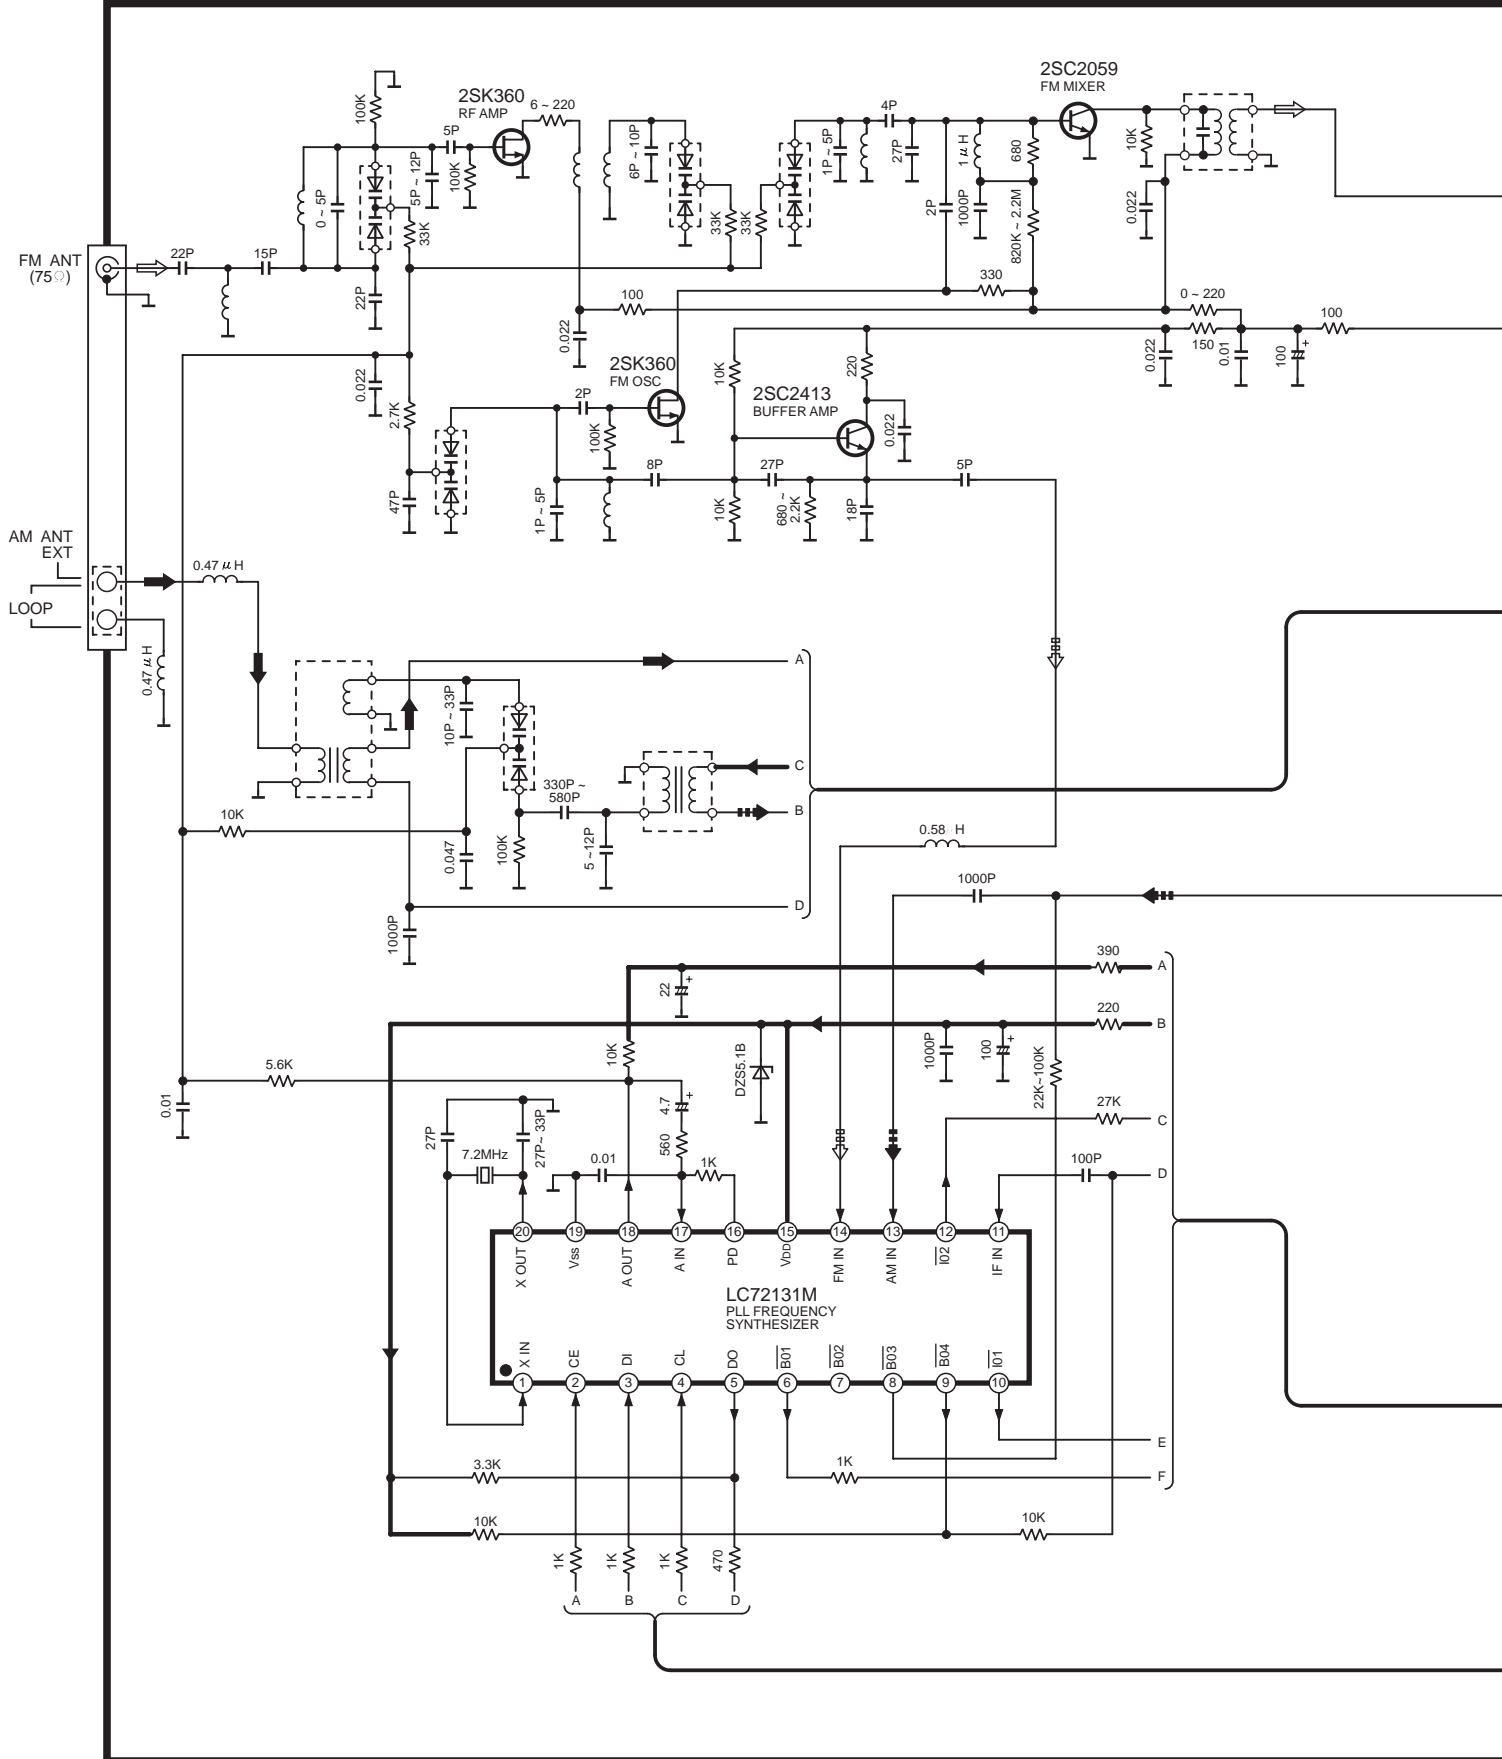 2SC2059
FM MIXER
2SK360
RF AMP
6 ~ 220
4P
100K
5P
5P ~ 12P
100K
6P ~ 10P
1P ~ 5P
27P
1 μ H
680
10K
0 ~ 5P
33K
33K
33K
2P
1000P
820K ~ 2.2M
0.022
FM ANT
(75Ω)
22P
15P
22P
330
100
0 ~ 220
100
0.022
150
0.022
0.01
100
+
2SK360
FM OSC
10K
220
2SC2413
BUFFER AMP
0.022
2.7K
2P
100K
0.022
47P
8P
27P
5P
1P ~ 5P
10K
680 ~
2.2K
18P
AM ANT
EXT
LOOP
0.47 μ H
0.47 μ H
A
10P ~ 33P
C
330P ~
580P
B
10K
0.047
100K
5 ~ 12P
0.58 H
1000P
D
1000P
390
A
22
+
220
B
10K
DZS5.1B
1000P
100
+
22K~100K
5.6K
0.01
4.7
+
27K
C
27P
27P~ 33P
560
7.2MHz
0.01
1K
100P
D
20
19
18
17
16
15
14
13
12
11
X OUT
Vss
A OUT
A IN
PD
VDD
FM IN
AM IN
I02
IF IN
LC72131M
PLL FREQUENCY
SYNTHESIZER
X IN
CE
DI
CL
DO
B01
B02
B03
B04
I01
1
2
3
4
5
6
7
8
9
10
E
3.3K
1K
F
10K
10K
1K
1K
1K
470
A
B
C
D